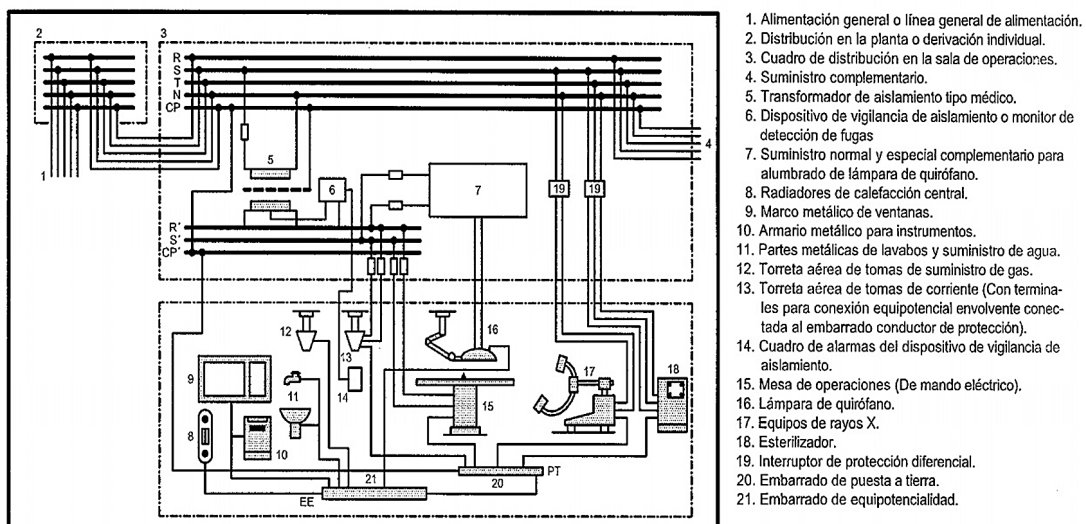 2
3
R
S
T
N
CP
1
4
5
6
7
19
19
R'
S'
CP'
12
13
16
17
18
9
11
14
15
8
10
21
20
PT
EE
1. Alimentación general o línea general de alimentación.
2. Distribución en la planta o derivación individual.
3. Cuadro de distribución en la sala de operaciones.
4. Suministro complementario.
5. Transformador de aislamiento tipo médico.
6. Dispositivo de vigilancia de aislamiento o monitor de
detección de fugas
7. Suministro normal y especial complementario para
alumbrado de lámpara de quirófano.
8. Radiadores de calefacción central.
9. Marco metálico de ventanas.
10. Armario metálico para instrumentos.
11. Partes metálicas de lavabos y suministro de agua.
12. Torreta aérea de tomas de suministro de gas.
13. Torreta aérea de tomas de corriente (Con termina-
les para conexión equipotencial envolvente conec-
tada al embarrado conductor de protección).
14. Cuadro de alarmas del dispositivo de vigilancia de
aislamiento.
15. Mesa de operaciones (De mando eléctrico).
16. Lámpara de quirófano.
17. Equipos de rayos X.
18. Esterilizador.
19. Interruptor de protección diferencial.
20. Embarrado de puesta a tierra.
21. Embarrado de equipotencialidad.